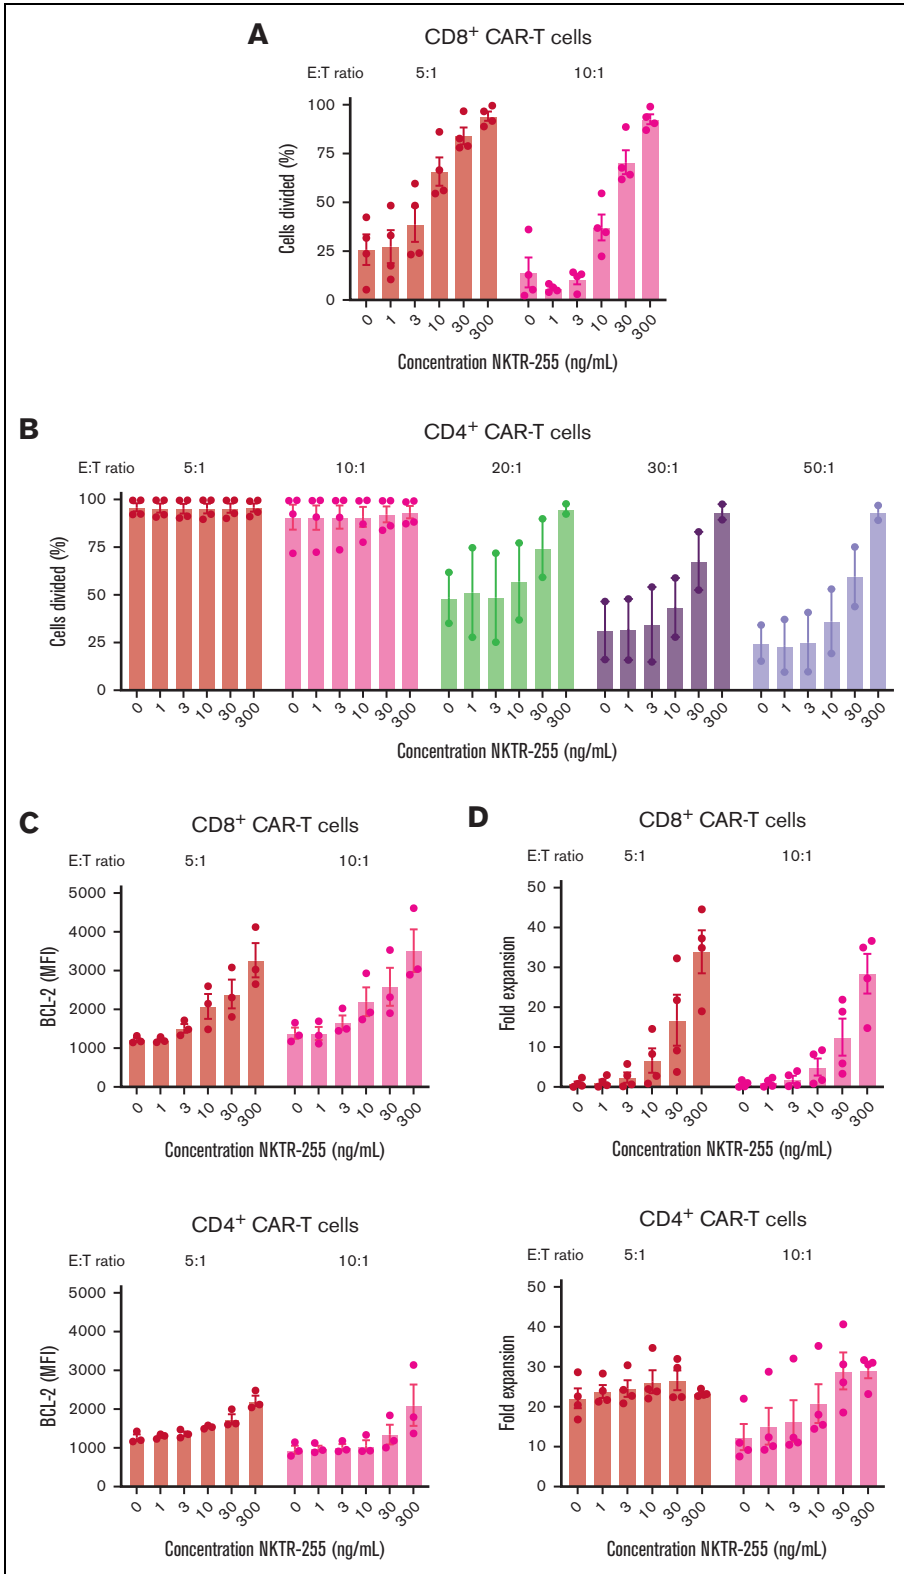 A
CD8+ CAR-T cells
E:T ratio 5:1 10:1
Cells divided (%)
100
75
50
25
0
0 1 3 10 30 300 0 1 3 10 30 300
Concentration NKTR-255 (ng/mL)
B
CD4+ CAR-T cells
E:T ratio 5:1 10:1 20:1 30:1 50:1
Cells divided (%)
100
75
50
25
0
0 1 3 10 30 300 0 1 3 10 30 300 0 1 3 10 30 300 0 1 3 10 30 300 0 1 3 10 30 300
Concentration NKTR-255 (ng/mL)
C
CD8+ CAR-T cells
E:T ratio 5:1 10:1
BCL-2 (MFI)
5000
4000
3000
2000
1000
0
0 1 3 10 30 300 0 1 3 10 30 300
Concentration NKTR-255 (ng/mL)
CD4+ CAR-T cells
E:T ratio 5:1 10:1
BCL-2 (MFI)
5000
4000
3000
2000
1000
0
0 1 3 10 30 300 0 1 3 10 30 300
Concentration NKTR-255 (ng/mL)
D
CD8+ CAR-T cells
E:T ratio 5:1 10:1
Fold expansion
50
40
30
20
10
0
0 1 3 10 30 300 0 1 3 10 30 300
Concentration NKTR-255 (ng/mL)
CD4+ CAR-T cells
E:T ratio 5:1 10:1
Fold expansion
50
40
30
20
10
0
0 1 3 10 30 300 0 1 3 10 30 300
Concentration NKTR-255 (ng/mL)